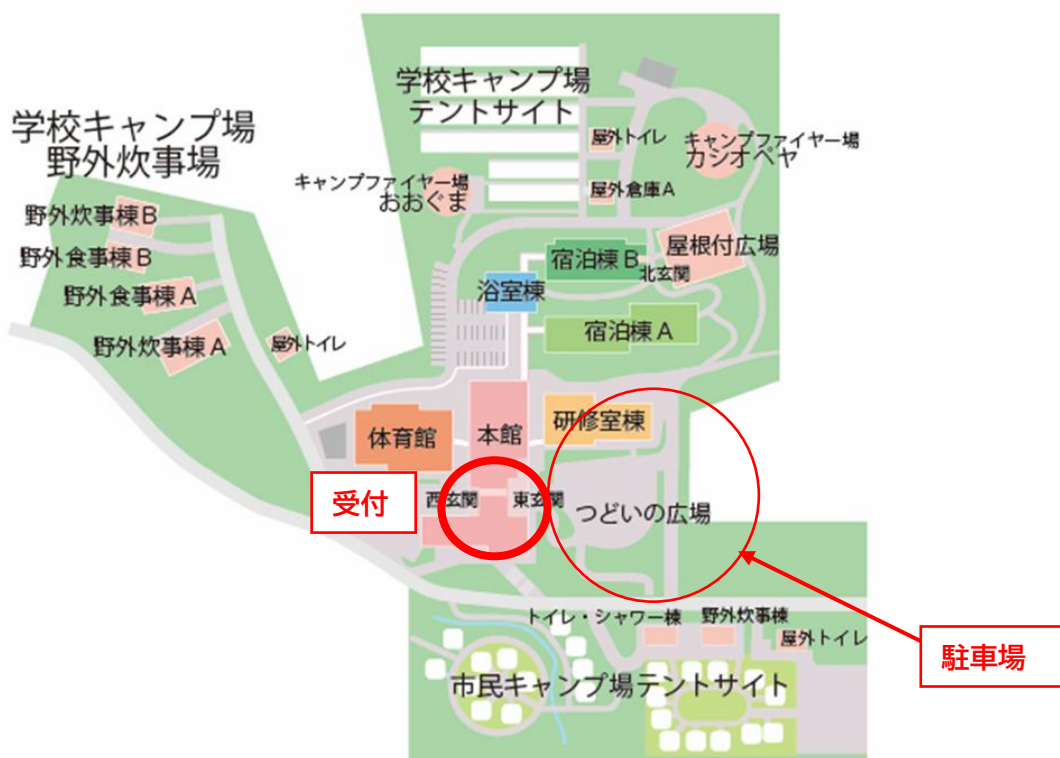 学校キャンプ場
テントサイト
学校キャンプ場
野外炊事場
屋外トイレ
キャンプファイヤー場
カシオペヤ
キャンプファイヤー場
おおぐま
屋外倉庫A
野外炊事棟B
野外食事棟B
野外食事棟A
野外炊事棟A
屋外トイレ
宿泊棟B
屋根付広場
北玄関
浴室棟
宿泊棟A
体育館
本館
研修室棟
受付
西玄関
東玄関
つどいの広場
トイレ・シャワー棟
野外炊事棟
屋外トイレ
駐車場
市民キャンプ場テントサイト